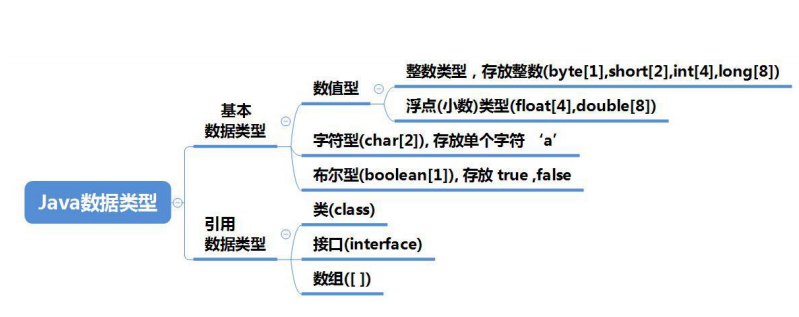 Java数据类型
基本
数据类型
数值型
整数类型，存放整数(byte[1],short[2],int[4],long[8])
浮点(小数)类型(float[4],double[8])
字符型(char[2]), 存放单个字符 ‘a’
布尔型(boolean[1]), 存放 true ,false
引用
数据类型
类(class)
接口(interface)
数组([ ])